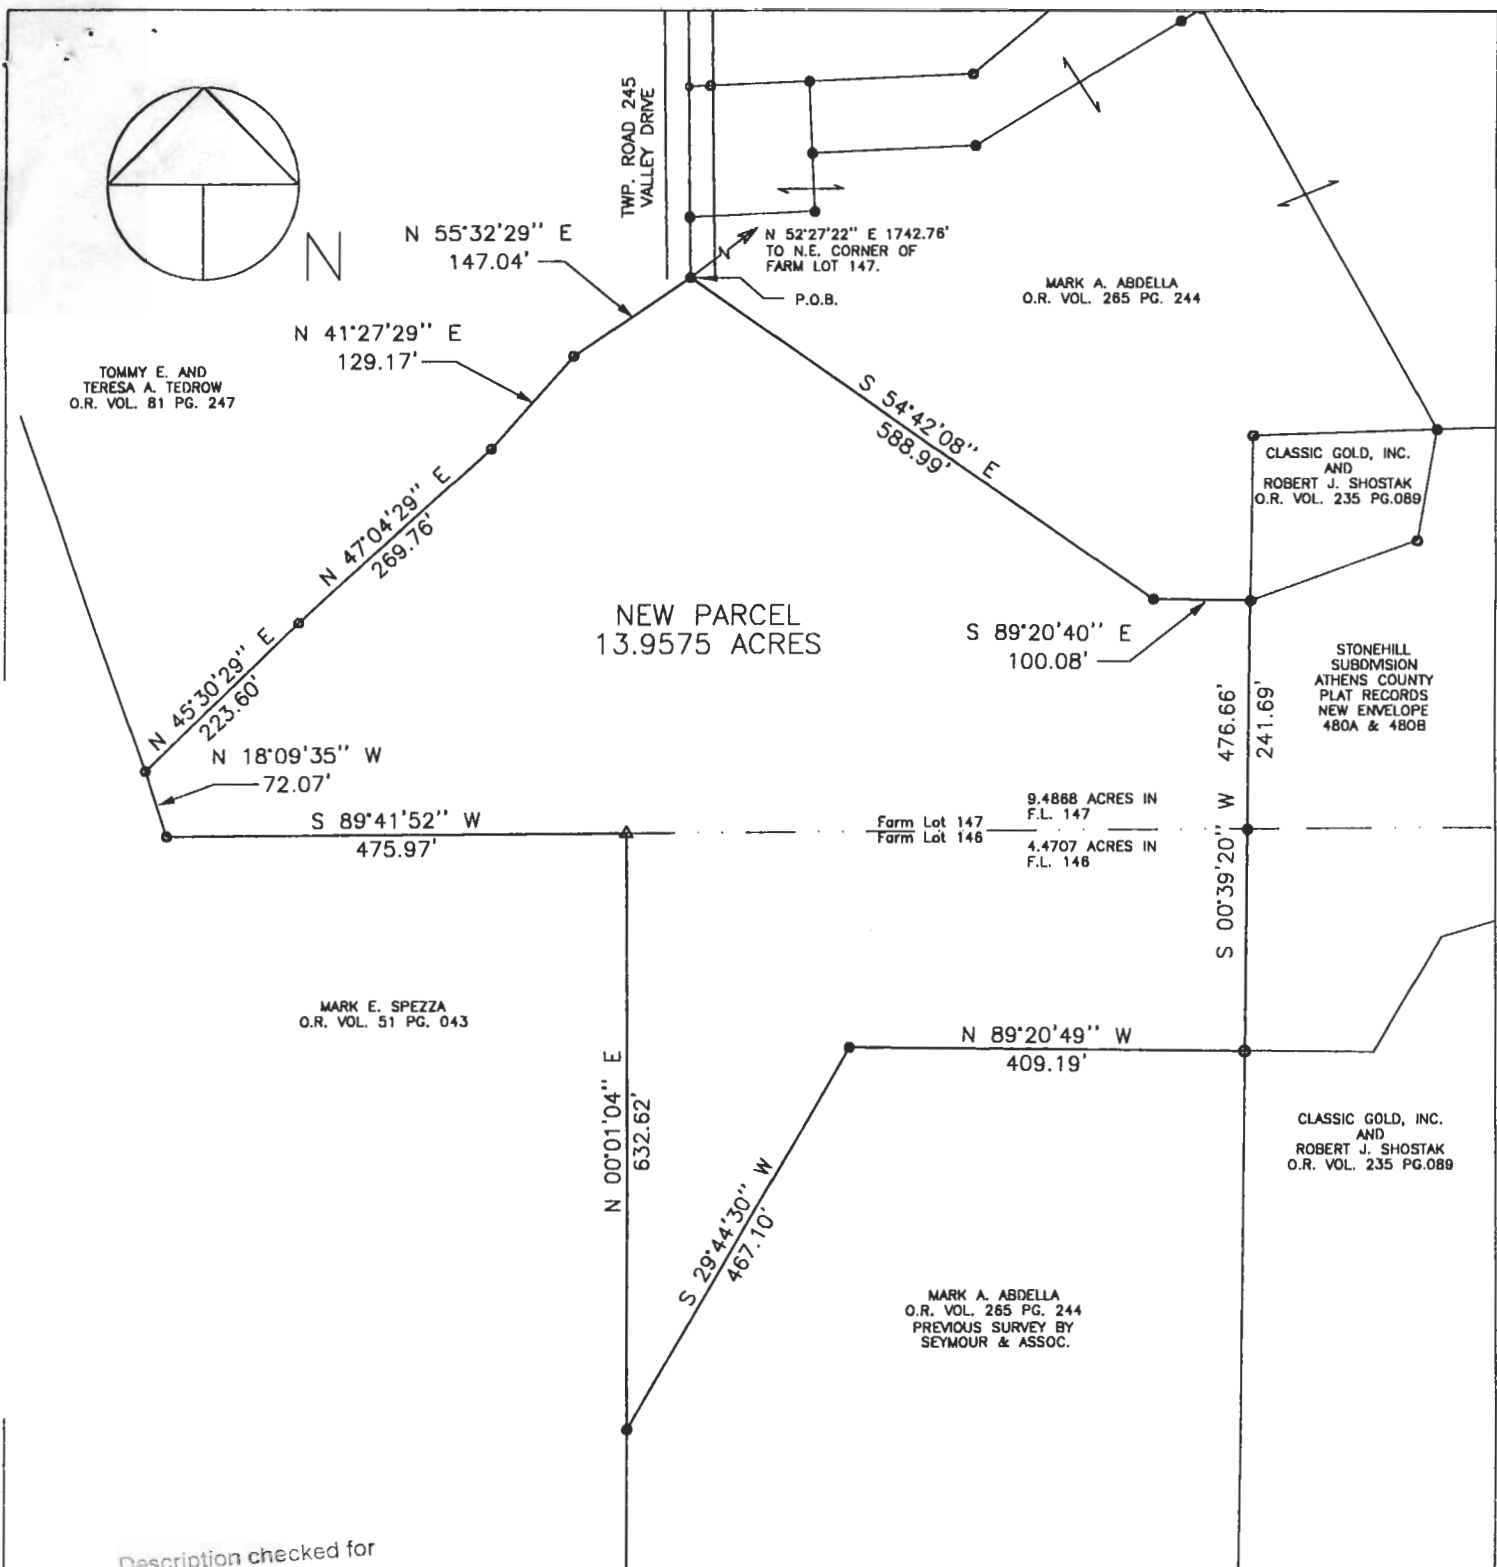 TWP. ROAD 245
VALLEY DRIVE
N
N 55°32'29" E
147.04'
N 52°27'22" E 1742.76'
TO N.E. CORNER OF
FARM LOT 147.
N
P.O.B.
MARK A. ABDELLA
O.R. VOL. 265 PG. 244
N 41°27'29" E
129.17'
TOMMY E. AND
TERESA A. TEDROW
O.R. VOL. 81 PG. 247
S 54°42'08" E
588.99'
CLASSIC GOLD, INC.
AND
ROBERT J. SHOSTAK
O.R. VOL. 235 PG.089
N 47°04'29" E
269.76'
NEW PARCEL
13.9575 ACRES
S 89°20'40" E
100.08'
STONEHILL
SUBDIVISION
ATHENS COUNTY
PLAT RECORDS
NEW ENVELOPE
480A & 480B
N 45°30'29" E
223.60'
N 18°09'35" W
72.07'
S 00°39'20" W 476.66'
241.69'
S 89°41'52" W
475.97'
Farm Lot 147
Farm Lot 146
9.4868 ACRES IN
F.L. 147
4.4707 ACRES IN
F.L. 146
MARK E. SPEZZA
O.R. VOL. 51 PG. 043
N 00°01'04" E
632.62'
N 89°20'49" W
409.19'
S 29°44'30" W
467.10'
CLASSIC GOLD, INC.
AND
ROBERT J. SHOSTAK
O.R. VOL. 235 PG.089
MARK A. ABDELLA
O.R. VOL. 265 PG. 244
PREVIOUS SURVEY BY
SEYMOUR & ASSOC.
Description checked for